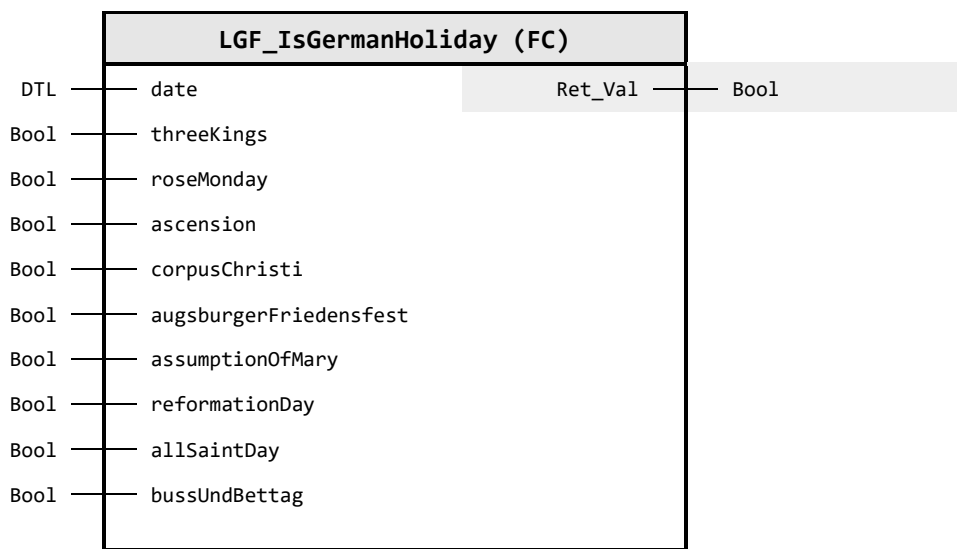 LGF_IsGermanHoliday (FC)
DTL date Ret_Val Bool
Bool threeKings
Bool roseMonday
Bool ascension
Bool corpusChristi
Bool augsburgerFriedensfest
Bool assumptionOfMary
Bool reformationDay
Bool allSaintDay
Bool bussUndBettag